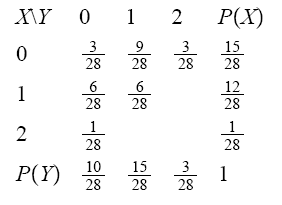 X\Y 0 1 2 P(X)
0 3/28 9/28 3/28 15/28
1 6/28 6/28 12/28
2 1/28 1/28
P(Y) 10/28 15/28 3/28 1